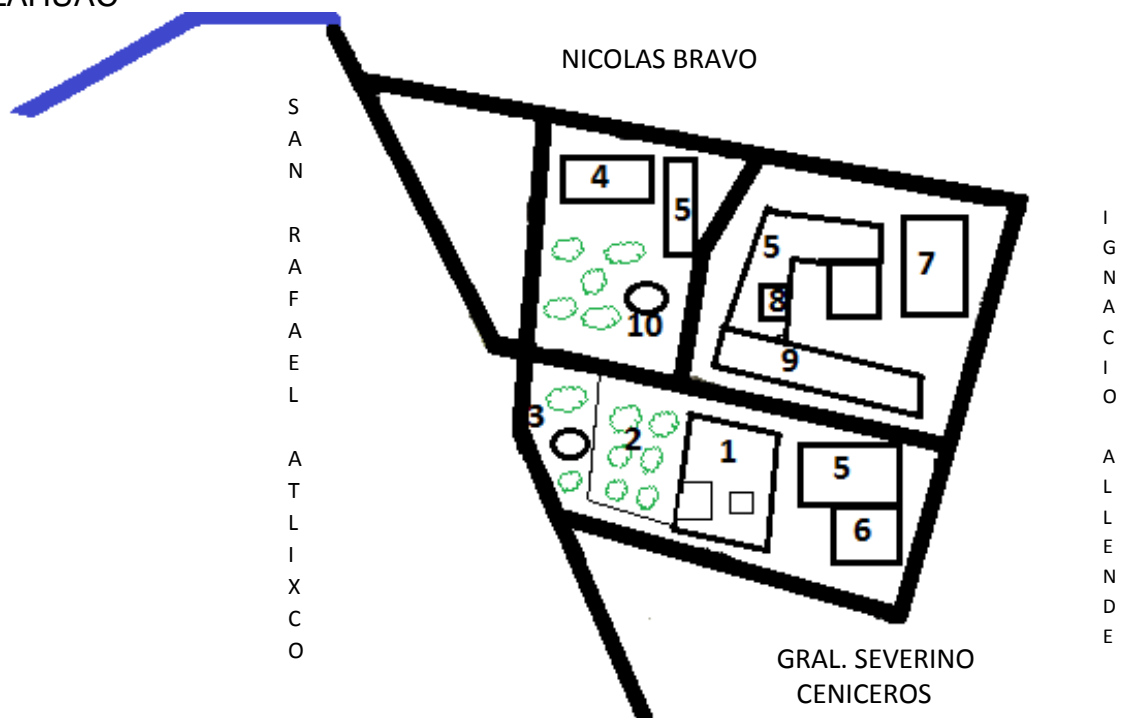 NICOLAS BRAVO
SAN RAFAEL ATLIXCO
4
5
5
7
8
10
9
3
2
1
5
6
IGNACIO ALLENDE
GRAL. SEVERINO
CENICEROS